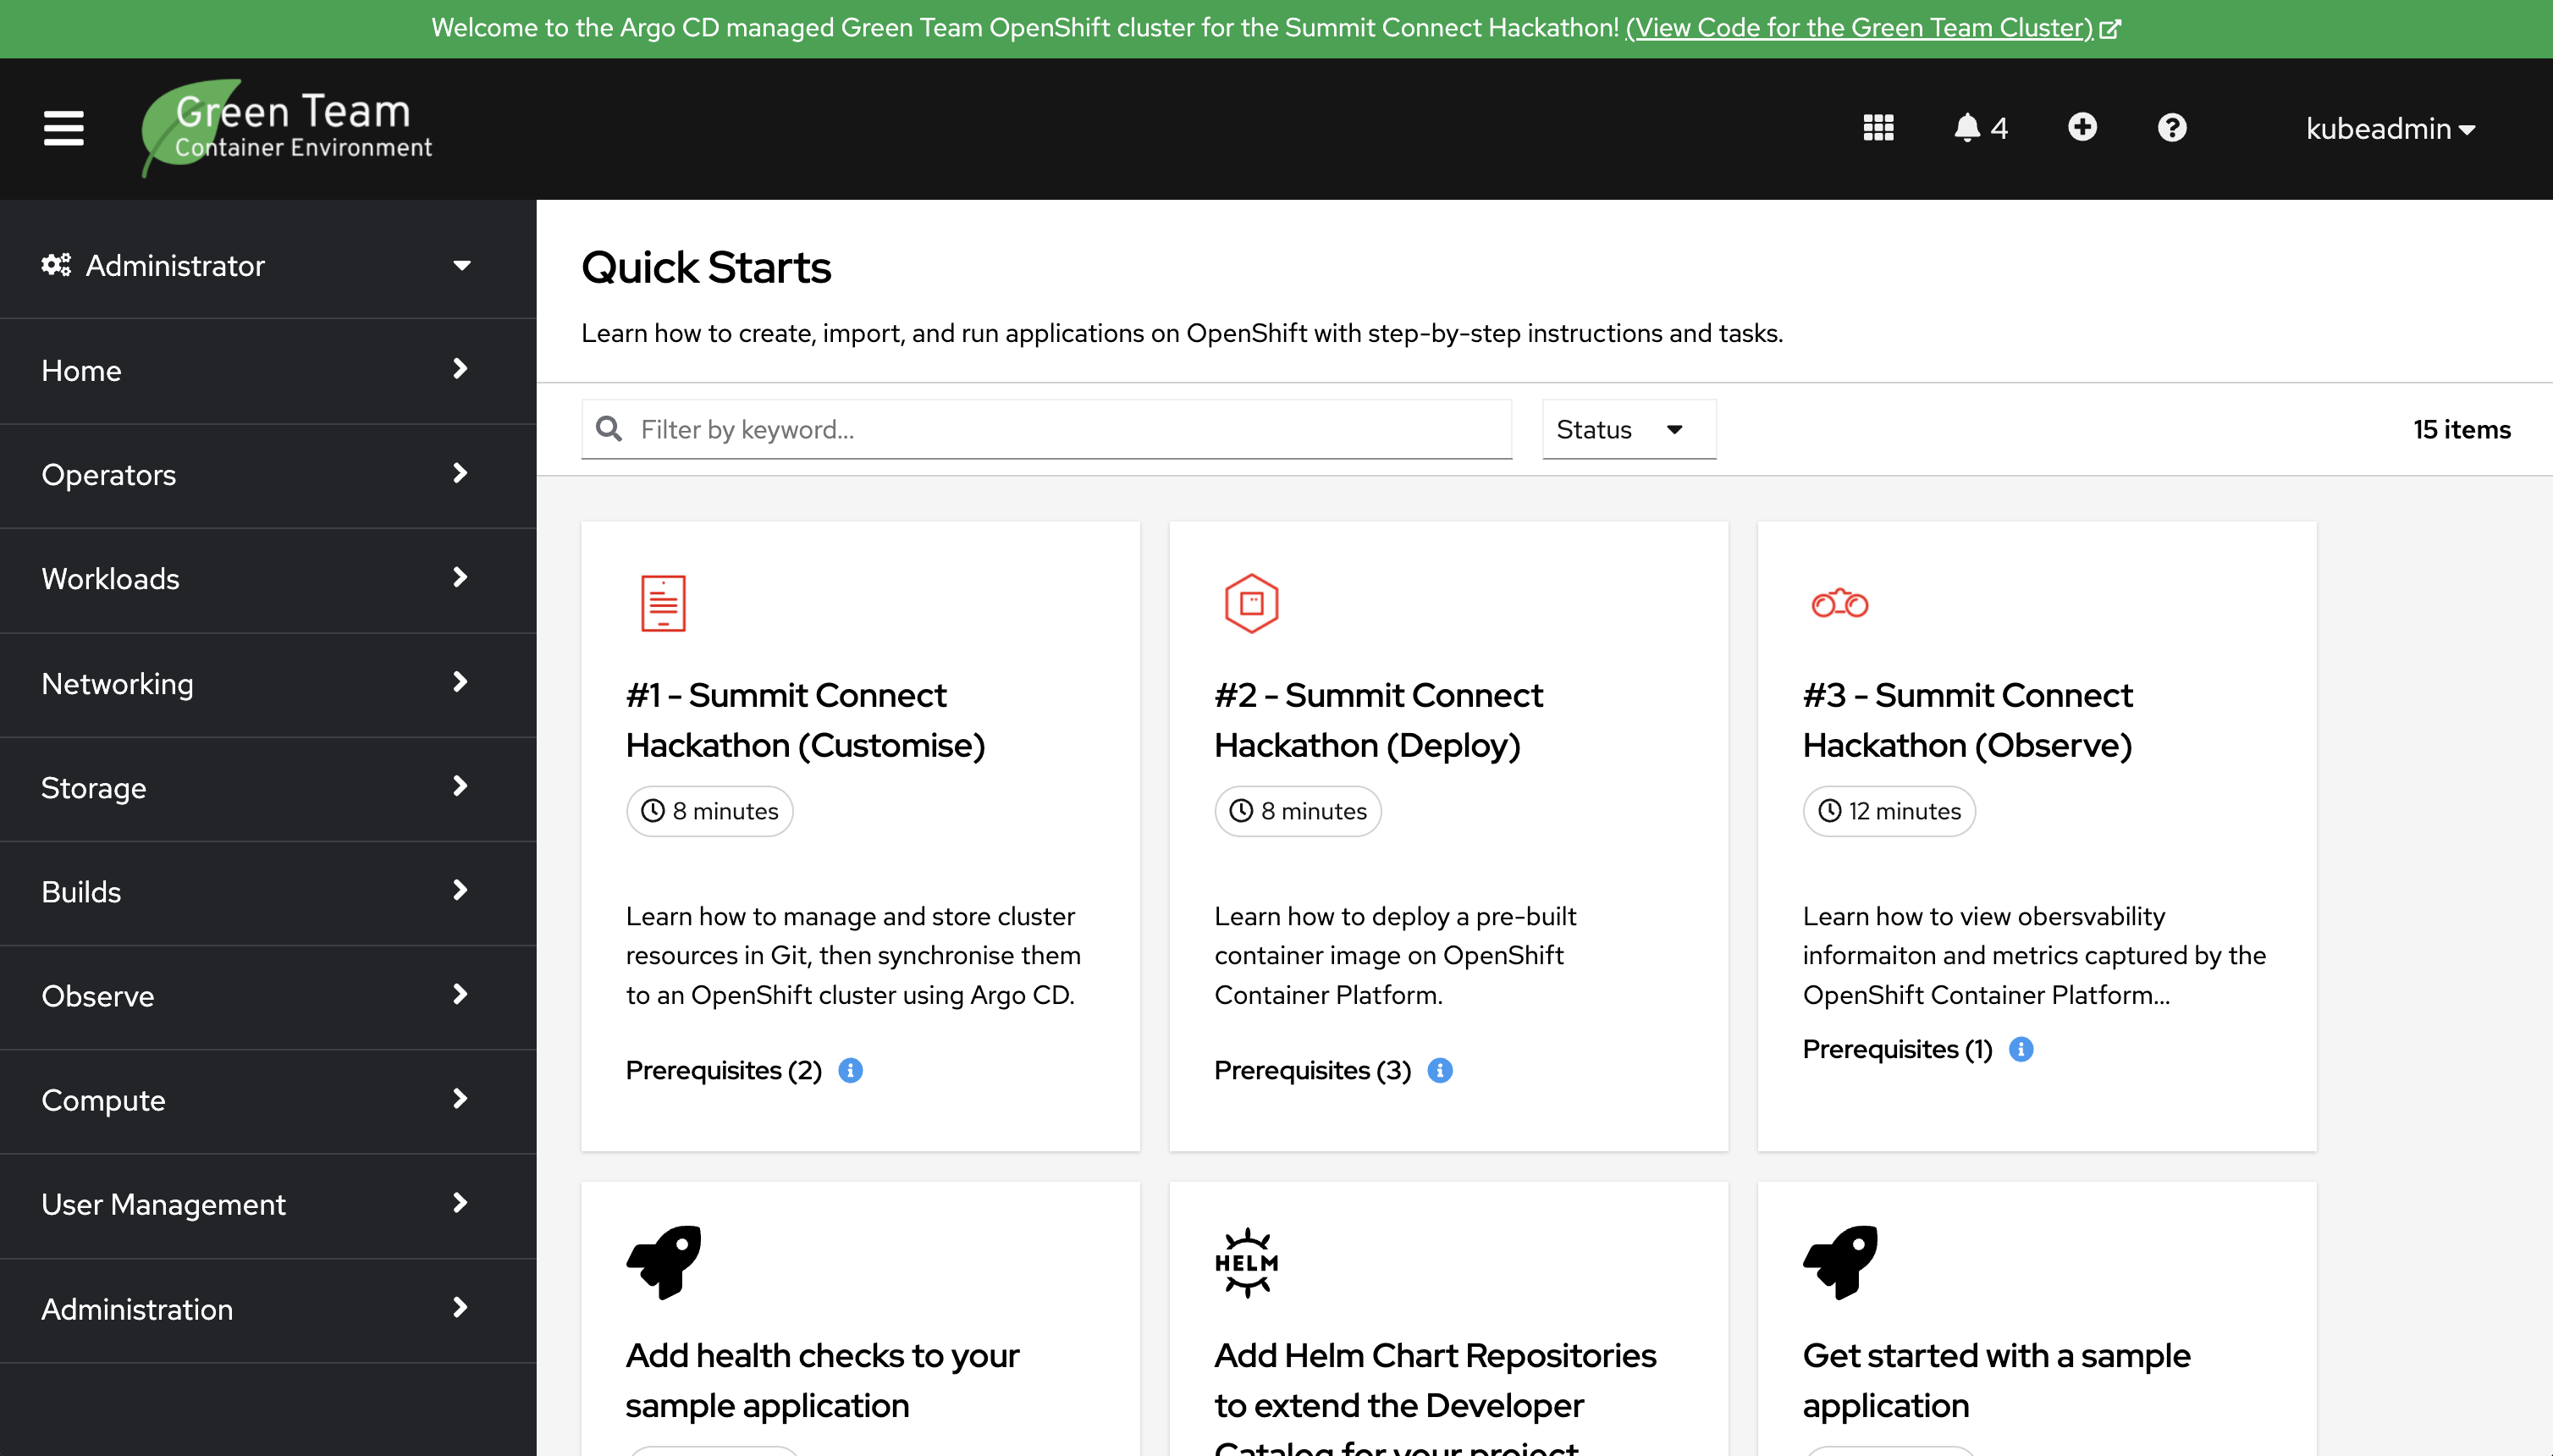 Welcome to the Argo CD managed Green Team OpenShift cluster for the Summit Connect Hackathon! (View Code for the Green Team Cluster)
Green Team
Container Environment
4
kubeadmin
Administrator
Home
Operators
Workloads
Networking
Storage
Builds
Observe
Compute
User Management
Administration
Quick Starts
Learn how to create, import, and run applications on OpenShift with step-by-step instructions and tasks.
Filter by keyword...
Status
15 items
#1 - Summit Connect
Hackathon (Customise)
8 minutes
Learn how to manage and store cluster
resources in Git, then synchronise them
to an OpenShift cluster using Argo CD.
Prerequisites (2)
#2 - Summit Connect
Hackathon (Deploy)
8 minutes
Learn how to deploy a pre-built
container image on OpenShift
Container Platform.
Prerequisites (3)
#3 - Summit Connect
Hackathon (Observe)
12 minutes
Learn how to view obersvability
informaiton and metrics captured by the
OpenShift Container Platform...
Prerequisites (1)
Add health checks to your
sample application
HELM
Add Helm Chart Repositories
to extend the Developer
Catalog for your project
Get started with a sample
application